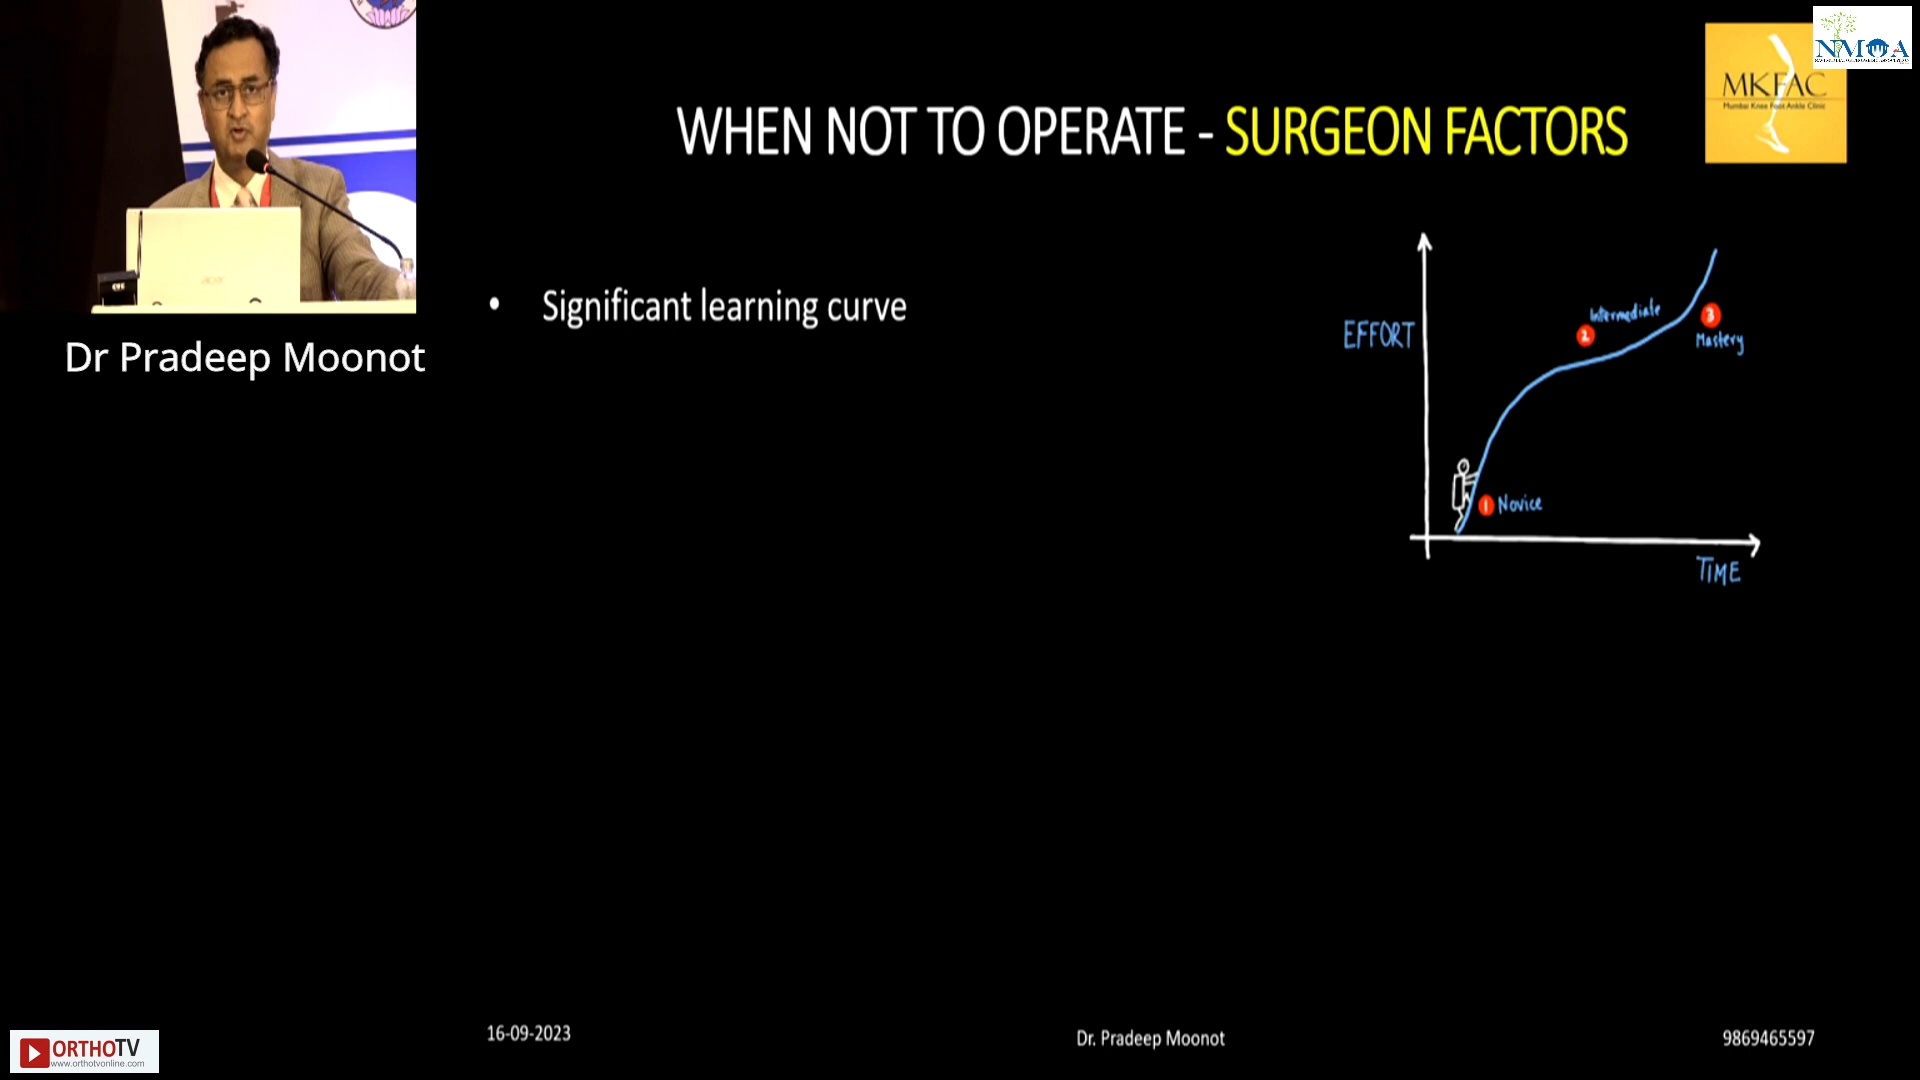 WHEN NOT TO OPERATE - SURGEON FACTORS
MKFAC
Mumbai Knee Foot Ankle Clinic
NMOA
acer
Dr Pradeep Moonot
• Significant learning curve
EFFORT
2 Intermediate
3 Mastery
1 Novice
TIME
16-09-2023
Dr. Pradeep Moonot
9869465597
ORTHOTV
www.orthotvonline.com